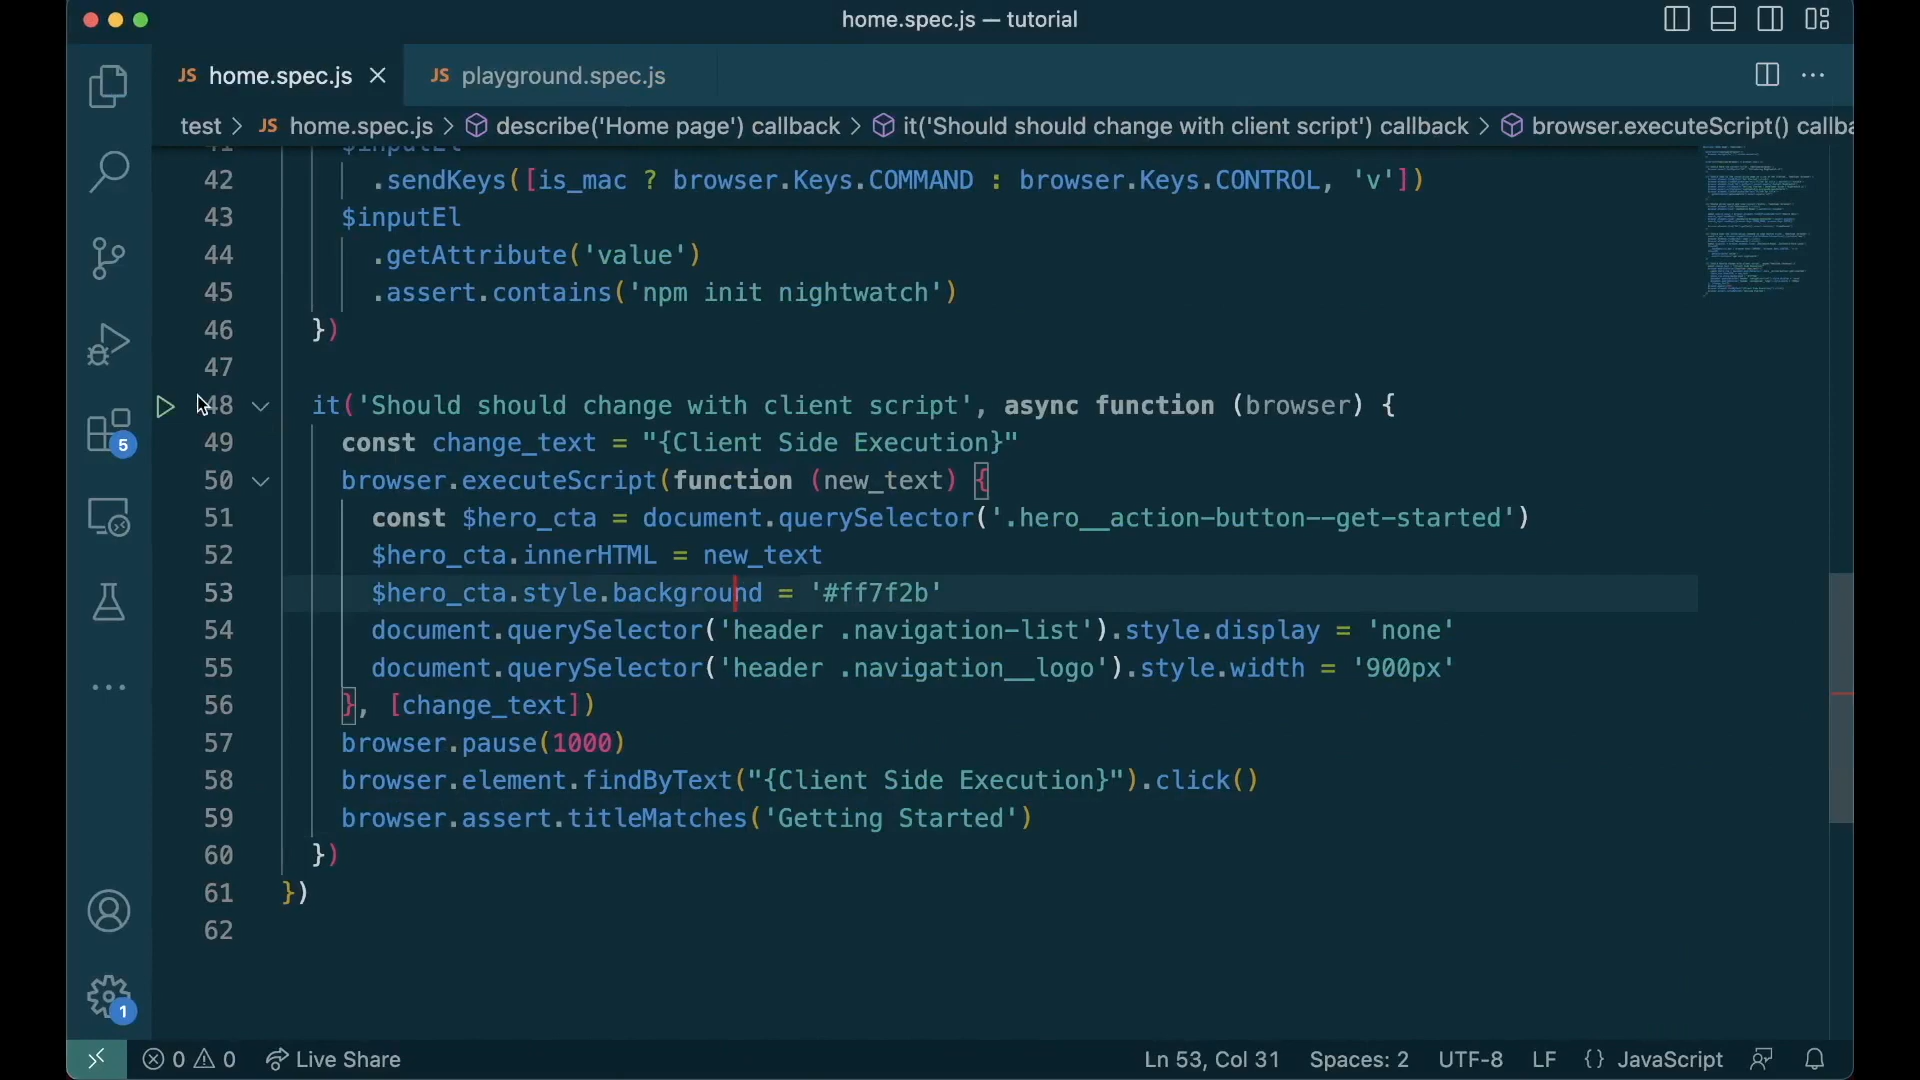 home.spec.js — tutorial
JS home.spec.js × JS playground.spec.js
test > JS home.spec.js > describe('Home page') callback > it('Should should change with client script') callback > browser.executeScript() callba
41 $inputEl
42 .sendKeys([is_mac ? browser.Keys.COMMAND : browser.Keys.CONTROL, 'v'])
43 $inputEl
44 .getAttribute('value')
45 .assert.contains('npm init nightwatch')
46 })
47
48 it('Should should change with client script', async function (browser) {
49 const change_text = "{Client Side Execution}"
50 browser.executeScript(function (new_text) {
51 const $hero_cta = document.querySelector('.hero__action-button--get-started')
52 $hero_cta.innerHTML = new_text
53 $hero_cta.style.background = '#ff7f2b'
54 document.querySelector('header .navigation-list').style.display = 'none'
55 document.querySelector('header .navigation__logo').style.width = '900px'
56 }, [change_text])
57 browser.pause(1000)
58 browser.element.findByText("{Client Side Execution}").click()
59 browser.assert.titleMatches('Getting Started')
60 })
61 })
62
5
1
0 0 Live Share Ln 53, Col 31 Spaces: 2 UTF-8 LF {} JavaScript